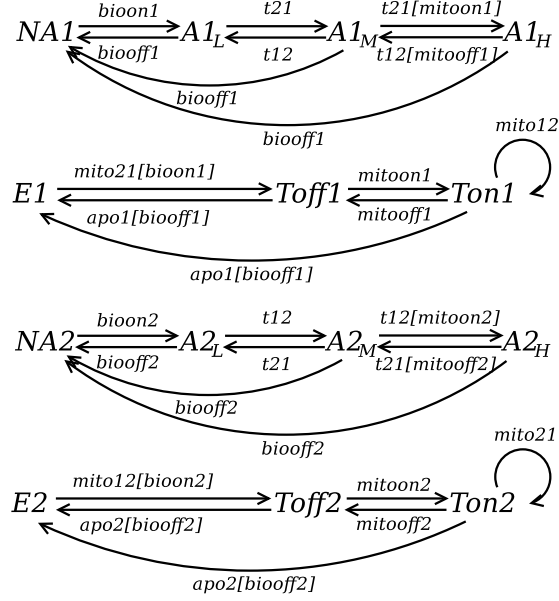 bioon1 t21 t21[mitoon1]
NA1 A1L A1M A1H
biooff1 t12 t12[mitooff1]
biooff1
biooff1
mito12
mito21[bioon1] mitoon1
E1 Toff1 Ton1
apo1[biooff1] mitooff1
apo1[biooff1]
bioon2 t12 t12[mitoon2]
NA2 A2L A2M A2H
biooff2 t21 t21[mitooff2]
biooff2
biooff2
mito21
mito12[bioon2] mitoon2
E2 Toff2 Ton2
apo2[biooff2] mitooff2
apo2[biooff2]